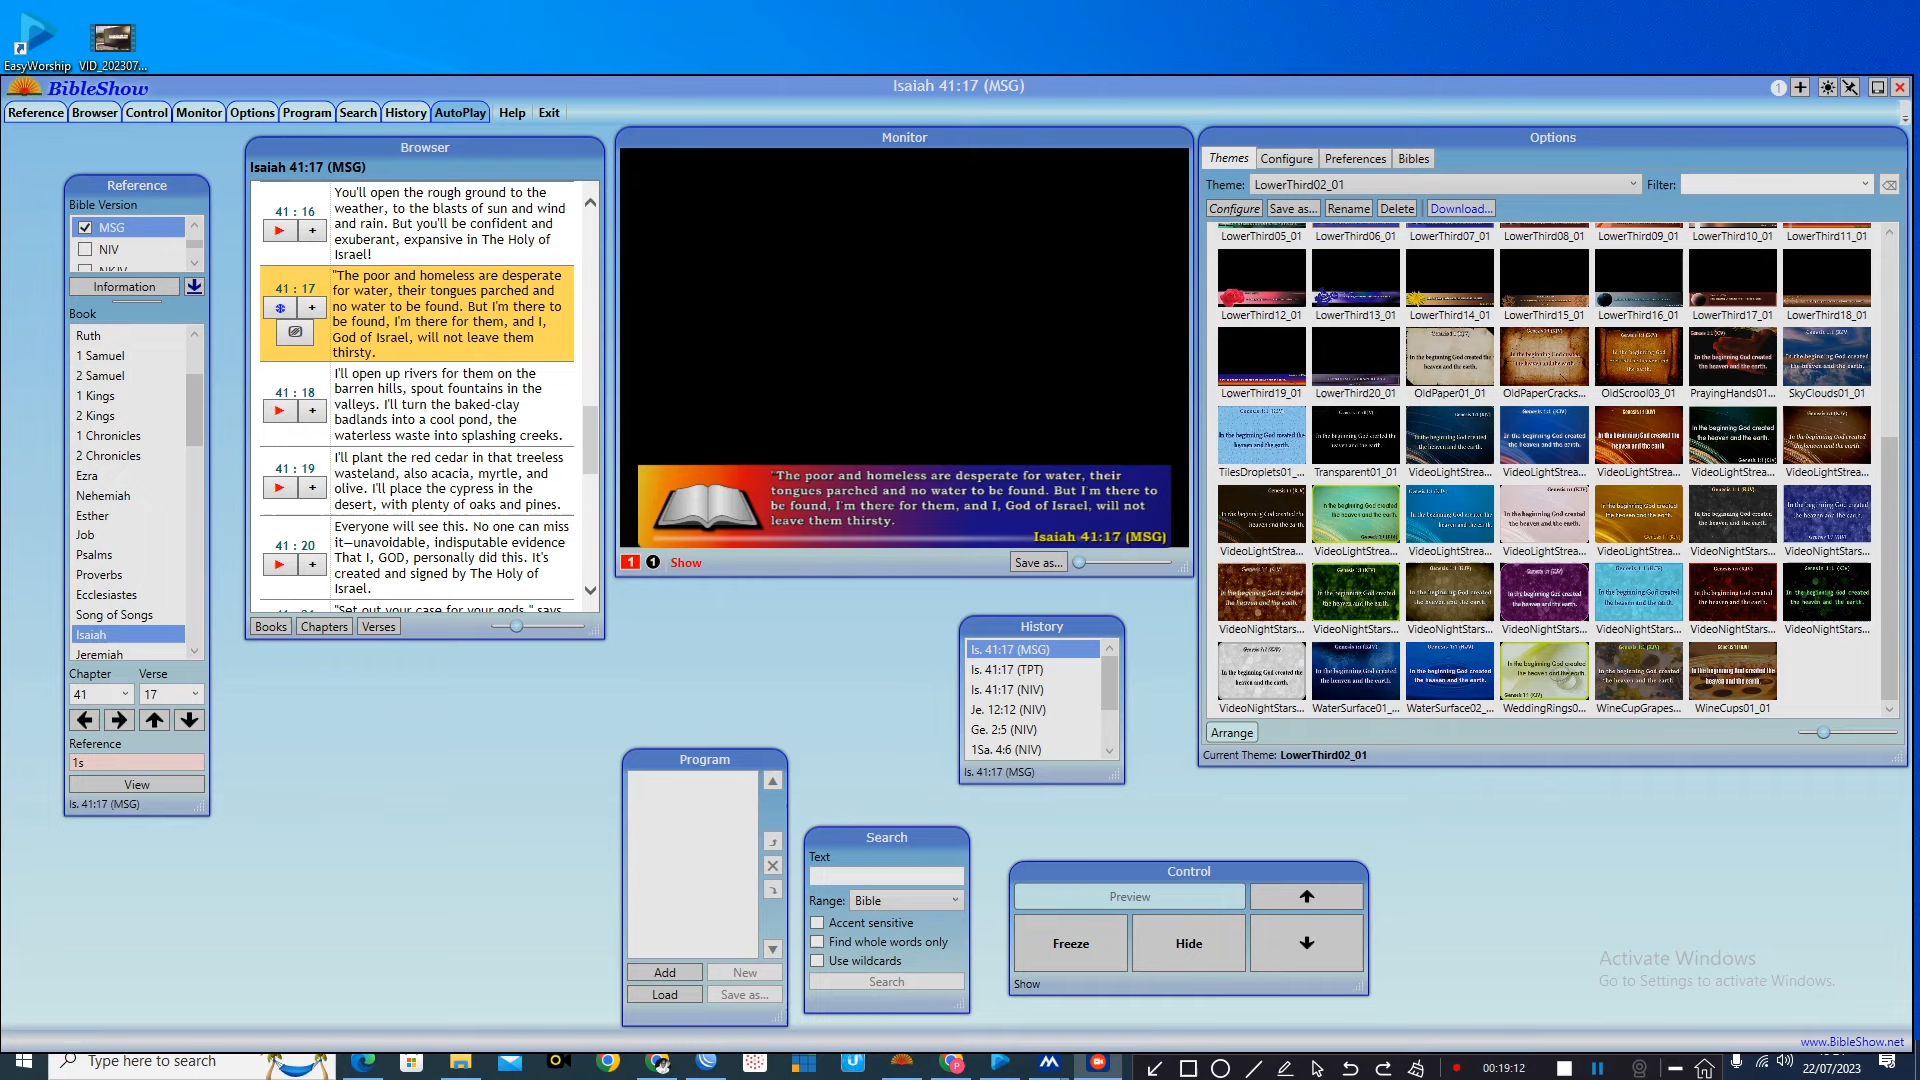 EasyWorship
VID_202307...
BibleShow
Isaiah 41:17 (MSG)
1
Reference
Browser
Control
Monitor
Options
Program
Search
History
AutoPlay
Help
Exit
Reference
Bible Version
MSG
NIV
NKJV
Information
Book
Ruth
1 Samuel
2 Samuel
1 Kings
2 Kings
1 Chronicles
2 Chronicles
Ezra
Nehemiah
Esther
Job
Psalms
Proverbs
Ecclesiastes
Song of Songs
Isaiah
Jeremiah
Chapter
Verse
41
17
Reference
1s
View
Is. 41:17 (MSG)
Browser
Isaiah 41:17 (MSG)
41 : 16
You'll open the rough ground to the
weather, to the blasts of sun and wind
and rain. But you'll be confident and
exuberant, expansive in The Holy of
Israel!
41 : 17
"The poor and homeless are desperate
for water, their tongues parched and
no water to be found. But I'm there to
be found, I'm there for them, and I,
God of Israel, will not leave them
thirsty.
41 : 18
I'll open up rivers for them on the
barren hills, spout fountains in the
valleys. I'll turn the baked-clay
badlands into a cool pond, the
waterless waste into splashing creeks.
41 : 19
I'll plant the red cedar in that treeless
wasteland, also acacia, myrtle, and
olive. I'll place the cypress in the
desert, with plenty of oaks and pines.
41 : 20
Everyone will see this. No one can miss
it—unavoidable, indisputable evidence
That I, GOD, personally did this. It's
created and signed by The Holy of
Israel.
"Set out your case for your gods," says
Books
Chapters
Verses
Monitor
"The poor and homeless are desperate for water, their
tongues parched and no water to be found. But I'm there to
be found, I'm there for them, and I, God of Israel, will not
leave them thirsty.
Isaiah 41:17 (MSG)
1
1
Show
Save as...
History
Is. 41:17 (MSG)
Is. 41:17 (TPT)
Is. 41:17 (NIV)
Je. 12:12 (NIV)
Ge. 2:5 (NIV)
1Sa. 4:6 (NIV)
Is. 41:17 (MSG)
Program
Add
New
Load
Save as...
Search
Text
Range:
Bible
Accent sensitive
Find whole words only
Use wildcards
Search
Control
Preview
Freeze
Hide
Show
Options
Themes
Configure
Preferences
Bibles
Theme:
LowerThird02_01
Filter:
Configure
Save as...
Rename
Delete
Download...
LowerThird05_01
LowerThird06_01
LowerThird07_01
LowerThird08_01
LowerThird09_01
LowerThird10_01
LowerThird11_01
LowerThird12_01
LowerThird13_01
LowerThird14_01
LowerThird15_01
LowerThird16_01
LowerThird17_01
LowerThird18_01
LowerThird19_01
LowerThird20_01
OldPaper01_01
OldPaperCracks...
OldScrool03_01
PrayingHands01...
SkyClouds01_01
TilesDroplets01_...
Transparent01_01
VideoLightStrea...
VideoLightStrea...
VideoLightStrea...
VideoLightStrea...
VideoLightStrea...
VideoLightStrea...
VideoLightStrea...
VideoLightStrea...
VideoLightStrea...
VideoLightStrea...
VideoNightStars...
VideoNightStars...
VideoNightStars...
VideoNightStars...
VideoNightStars...
VideoNightStars...
VideoNightStars...
VideoNightStars...
VideoNightStars...
VideoNightStars...
WaterSurface01_...
WaterSurface02_...
WeddingRings0...
WineCupGrapes...
WineCups01_01
Arrange
Current Theme: LowerThird02_01
Activate Windows
Go to Settings to activate Windows.
www.BibleShow.net
Type here to search
00:19:12
22/07/2023